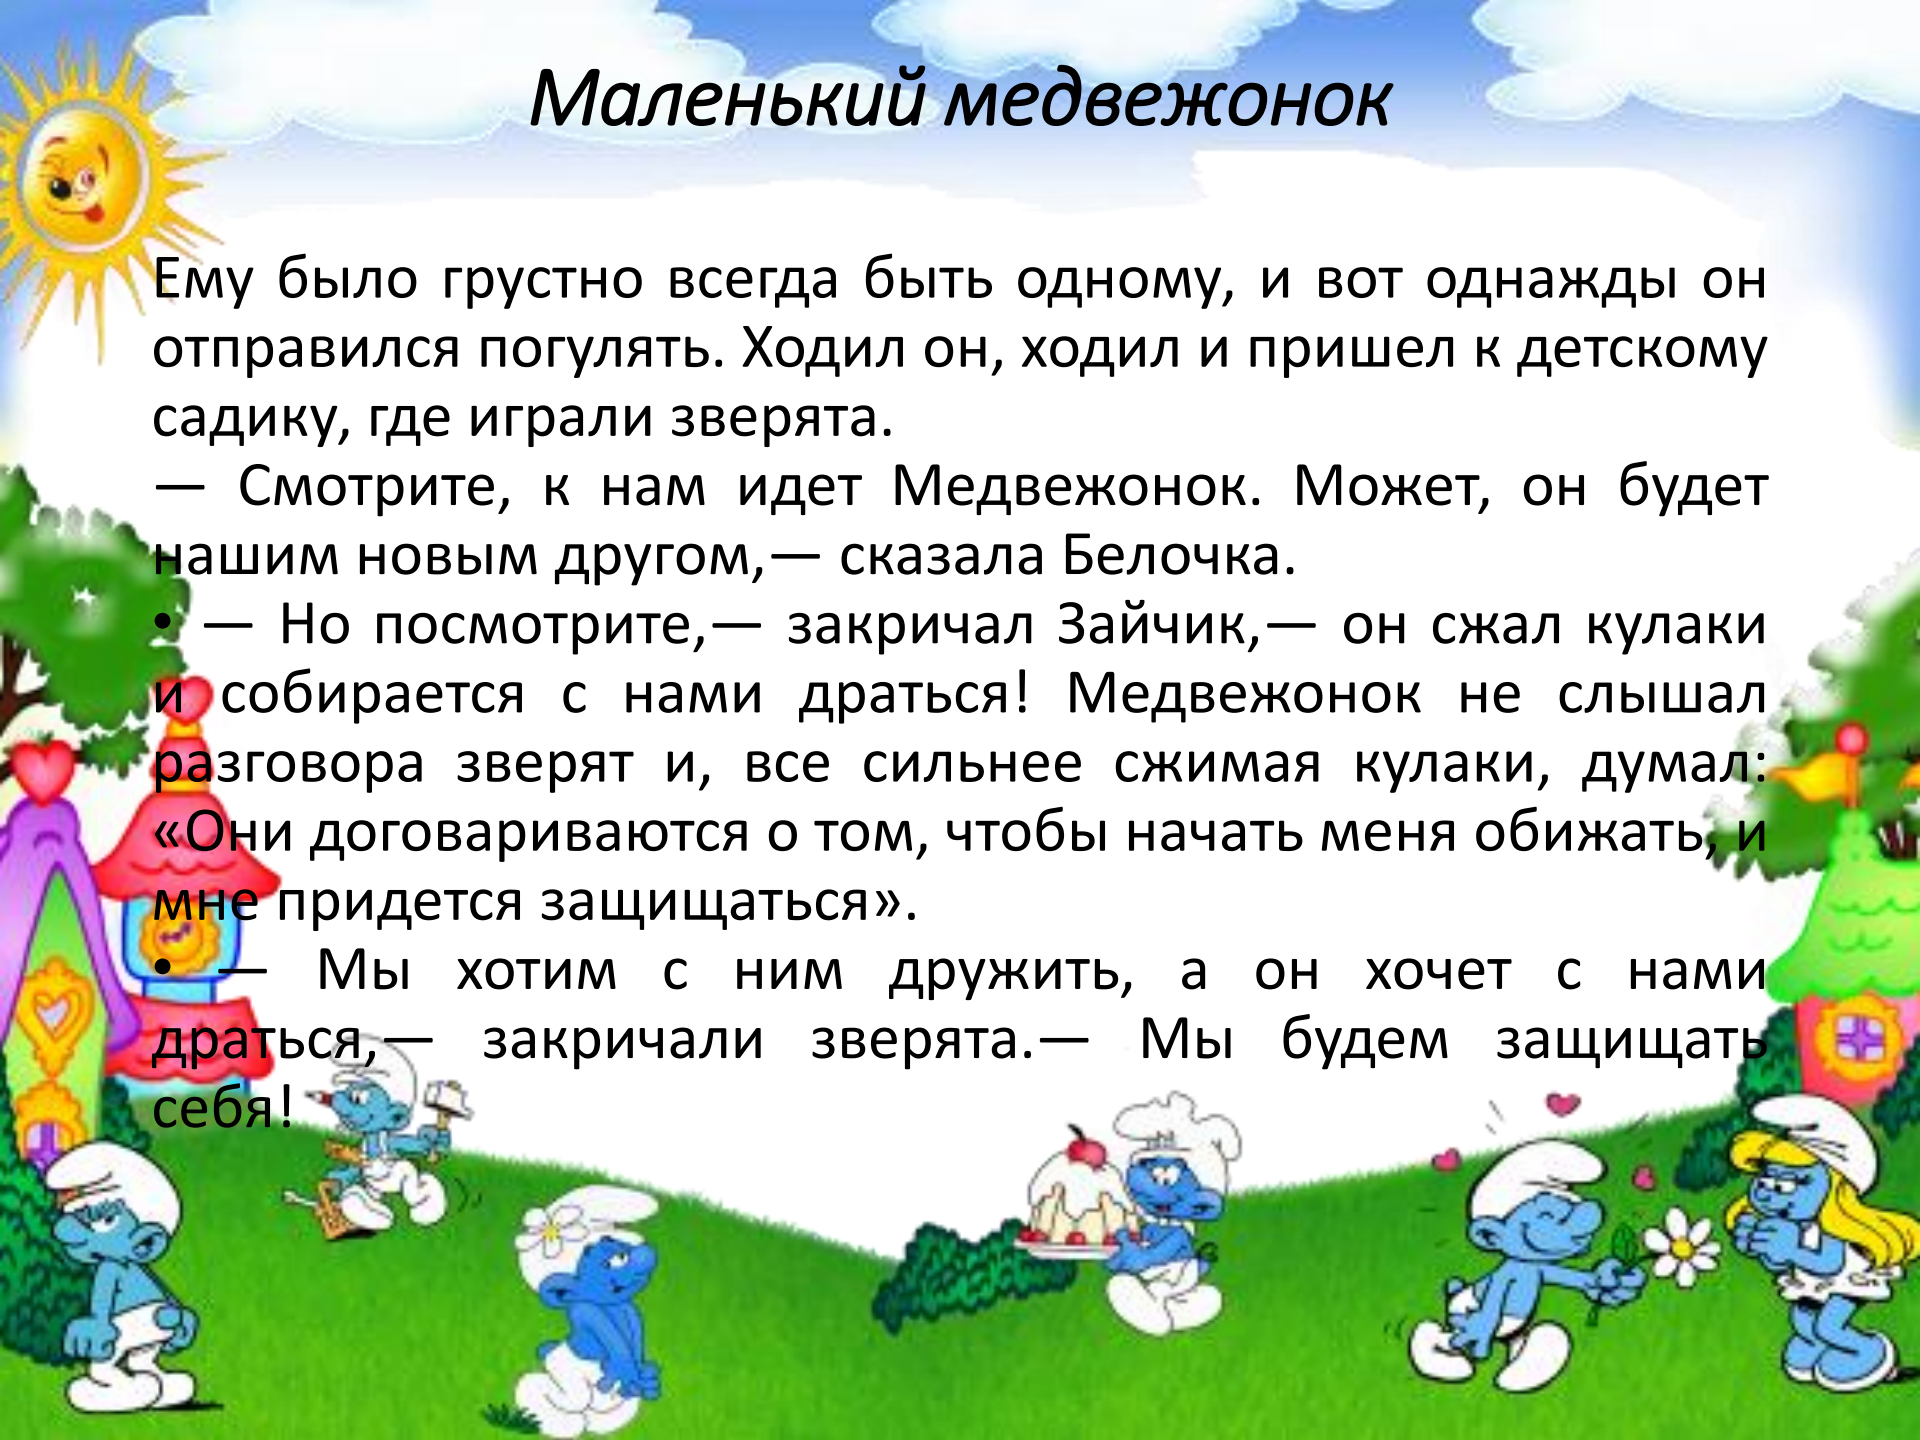 Маленький медвежонок
Ему было грустно всегда быть одному, и вот однажды он
отправился погулять. Ходил он, ходил и пришел к детскому
садику, где играли зверята.
— Смотрите, к нам идет Медвежонок. Может, он будет
нашим новым другом,— сказала Белочка.
• — Но посмотрите,— закричал Зайчик,— он сжал кулаки
и собирается с нами драться! Медвежонок не слышал
разговора зверят и, все сильнее сжимая кулаки, думал:
«Они договариваются о том, чтобы начать меня обижать, и
мне придется защищаться».
• — Мы хотим с ним дружить, а он хочет с нами
драться,— закричали зверята.— Мы будем защищать
себя!